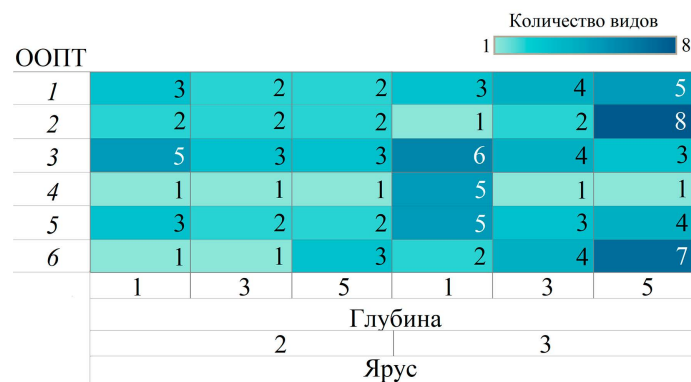 Количество видов
1 8
ООПТ
1 3 2 2 3 4 5
2 2 2 2 1 2 8
3 5 3 3 6 4 3
4 1 1 1 5 1 1
5 3 2 2 5 3 4
6 1 1 3 2 4 7
1 3 5 1 3 5
Глубина
2 3
Ярус